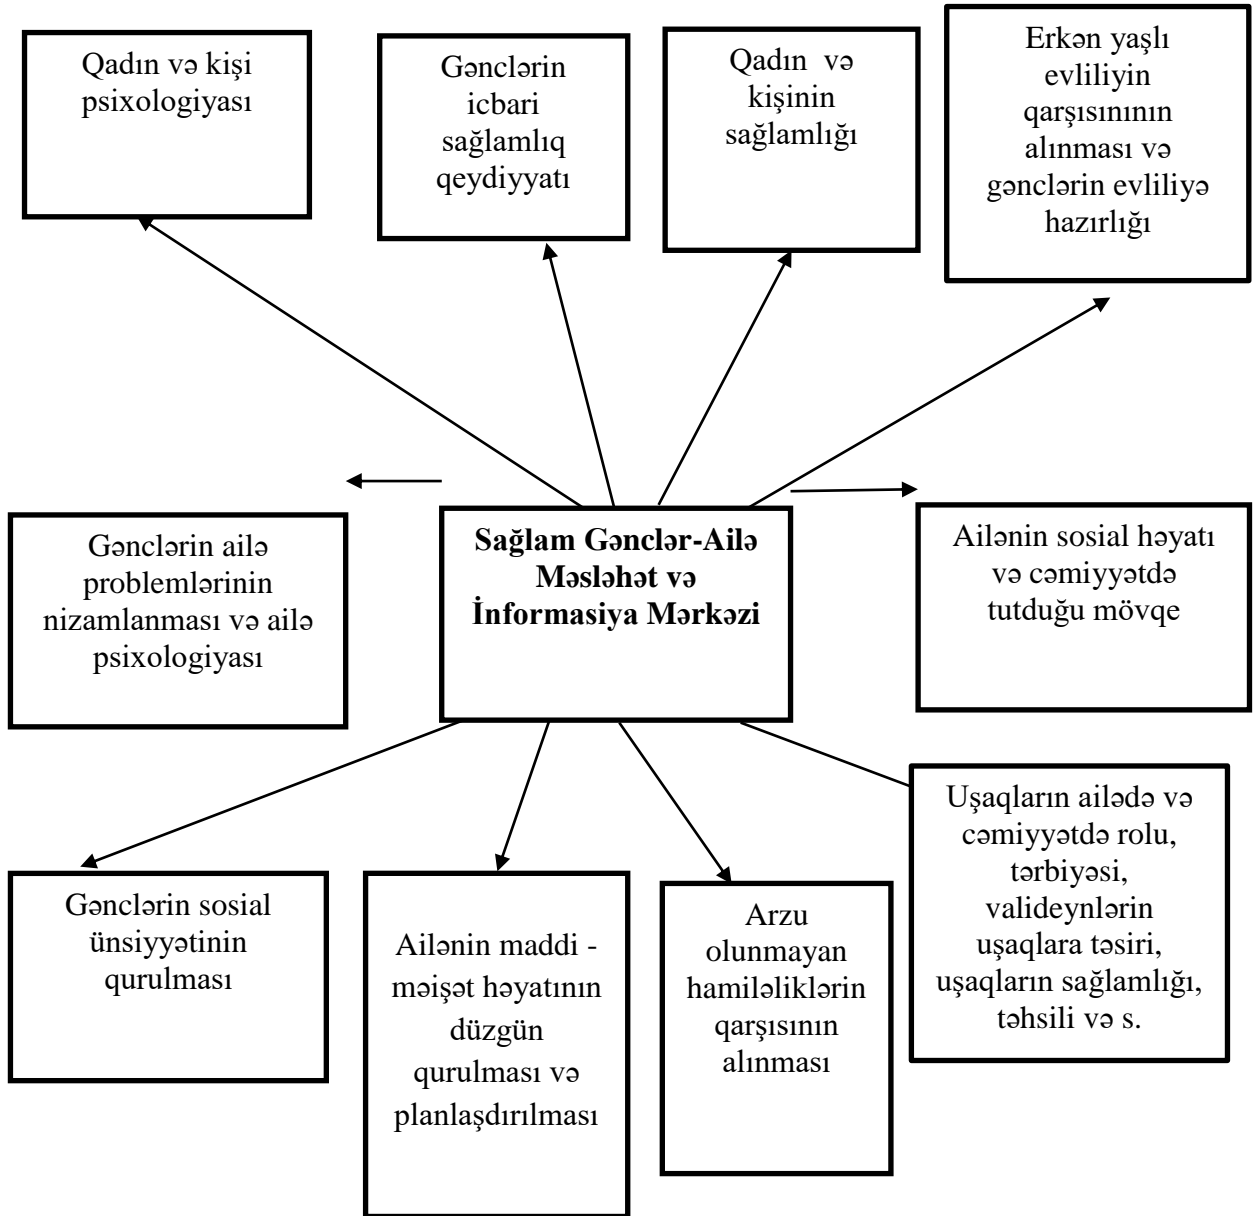 Qadın və kişi
psixologiyası
Gənclərin
icbari
sağlamlıq
qeydiyyatı
Qadın  və
kişinin
sağlamlığı
Erkən yaşlı
evliliyin
qarşısınının
alınması və
gənclərin evliliyə
hazırlığı
Gənclərin ailə
problemlərinin
nizamlanması və ailə
psixologiyası
Sağlam Gənclər-Ailə
Məsləhət və
İnformasiya Mərkəzi
Ailənin sosial həyatı
və cəmiyyətdə
tutduğu mövqe
Gənclərin sosial
ünsiyyətinin
qurulması
Ailənin maddi -
məişət həyatının
düzgün
qurulması və
planlaşdırılması
Arzu
olunmayan
hamiləliklərin
qarşısının
alınması
Uşaqların ailədə və
cəmiyyətdə rolu,
tərbiyəsi,
valideynlərin
uşaqlara təsiri,
uşaqların sağlamlığı,
təhsili və s.